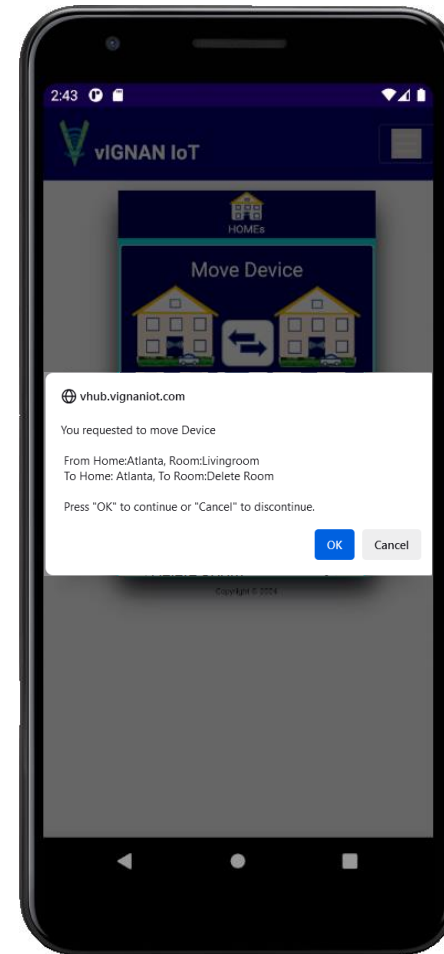 2:43
vIGNAN IoT
HOMEs
Move Device
vhub.vignaniot.com
You requested to move Device
From Home:Atlanta, Room:Livingroom
To Home: Atlanta, To Room:Delete Room
Press "OK" to continue or "Cancel" to discontinue.
OK
Cancel
Copyright © 2024